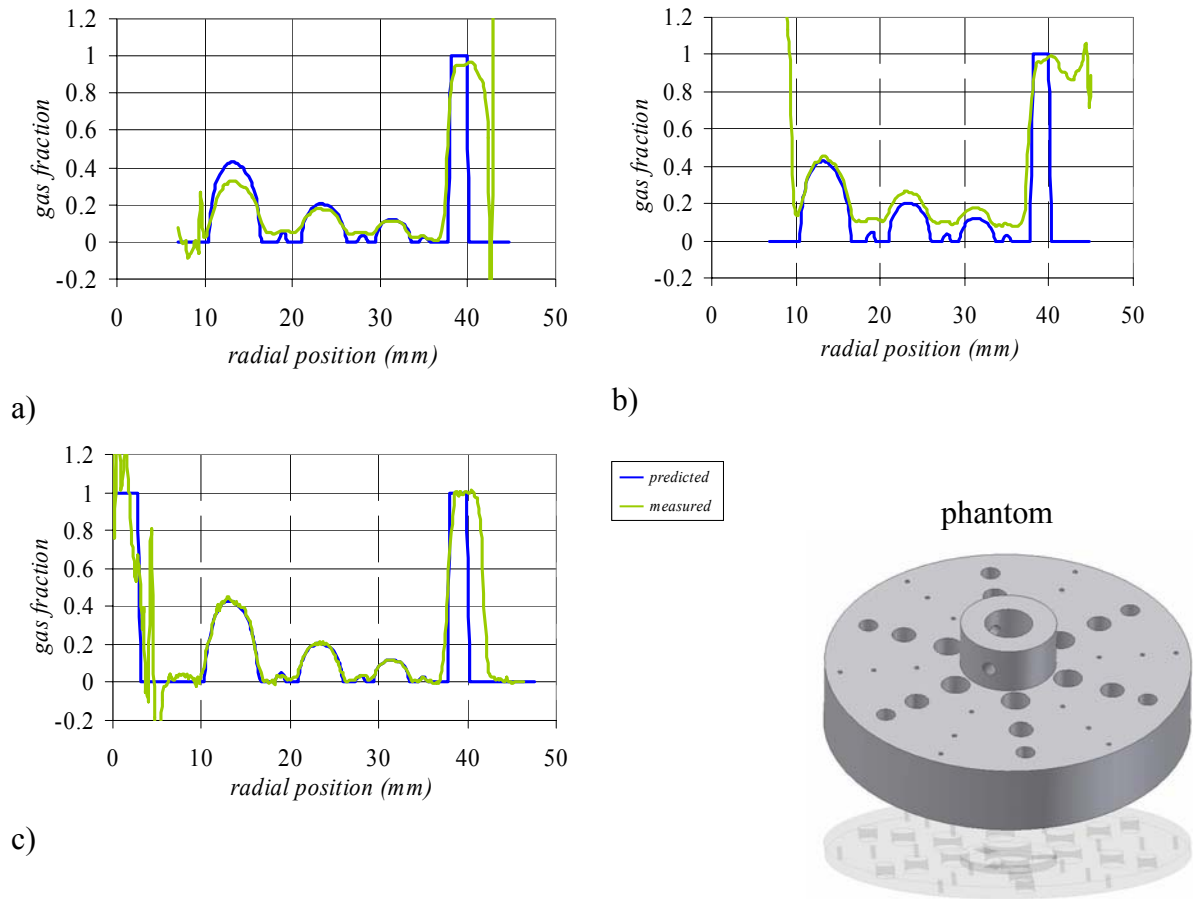 1.2
1
0.8
0.6
0.4
0.2
0
-0.2
gas fraction
0 10 20 30 40 50
radial position (mm)
a)
1.2
1
0.8
0.6
0.4
0.2
0
-0.2
gas fraction
0 10 20 30 40 50
radial position (mm)
b)
1.2
1
0.8
0.6
0.4
0.2
0
-0.2
gas fraction
0 10 20 30 40 50
radial position (mm)
c)
predicted
measured
phantom